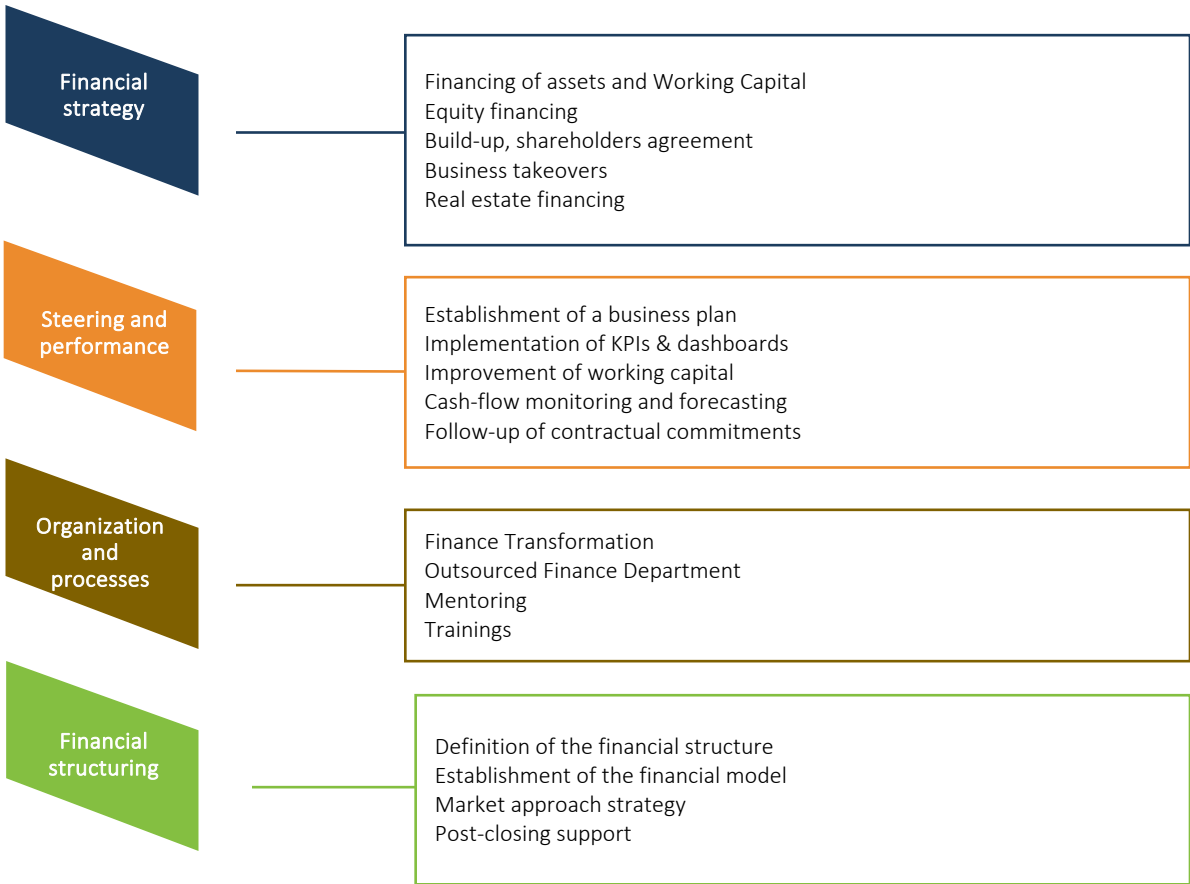 Financial
strategy
Financing of assets and Working Capital
Equity financing
Build-up, shareholders agreement
Business takeovers
Real estate financing
Steering and
performance
Establishment of a business plan
Implementation of KPIs & dashboards
Improvement of working capital
Cash-flow monitoring and forecasting
Follow-up of contractual commitments
Organization
and
processes
Finance Transformation
Outsourced Finance Department
Mentoring
Trainings
Financial
structuring
Definition of the financial structure
Establishment of the financial model
Market approach strategy
Post-closing support